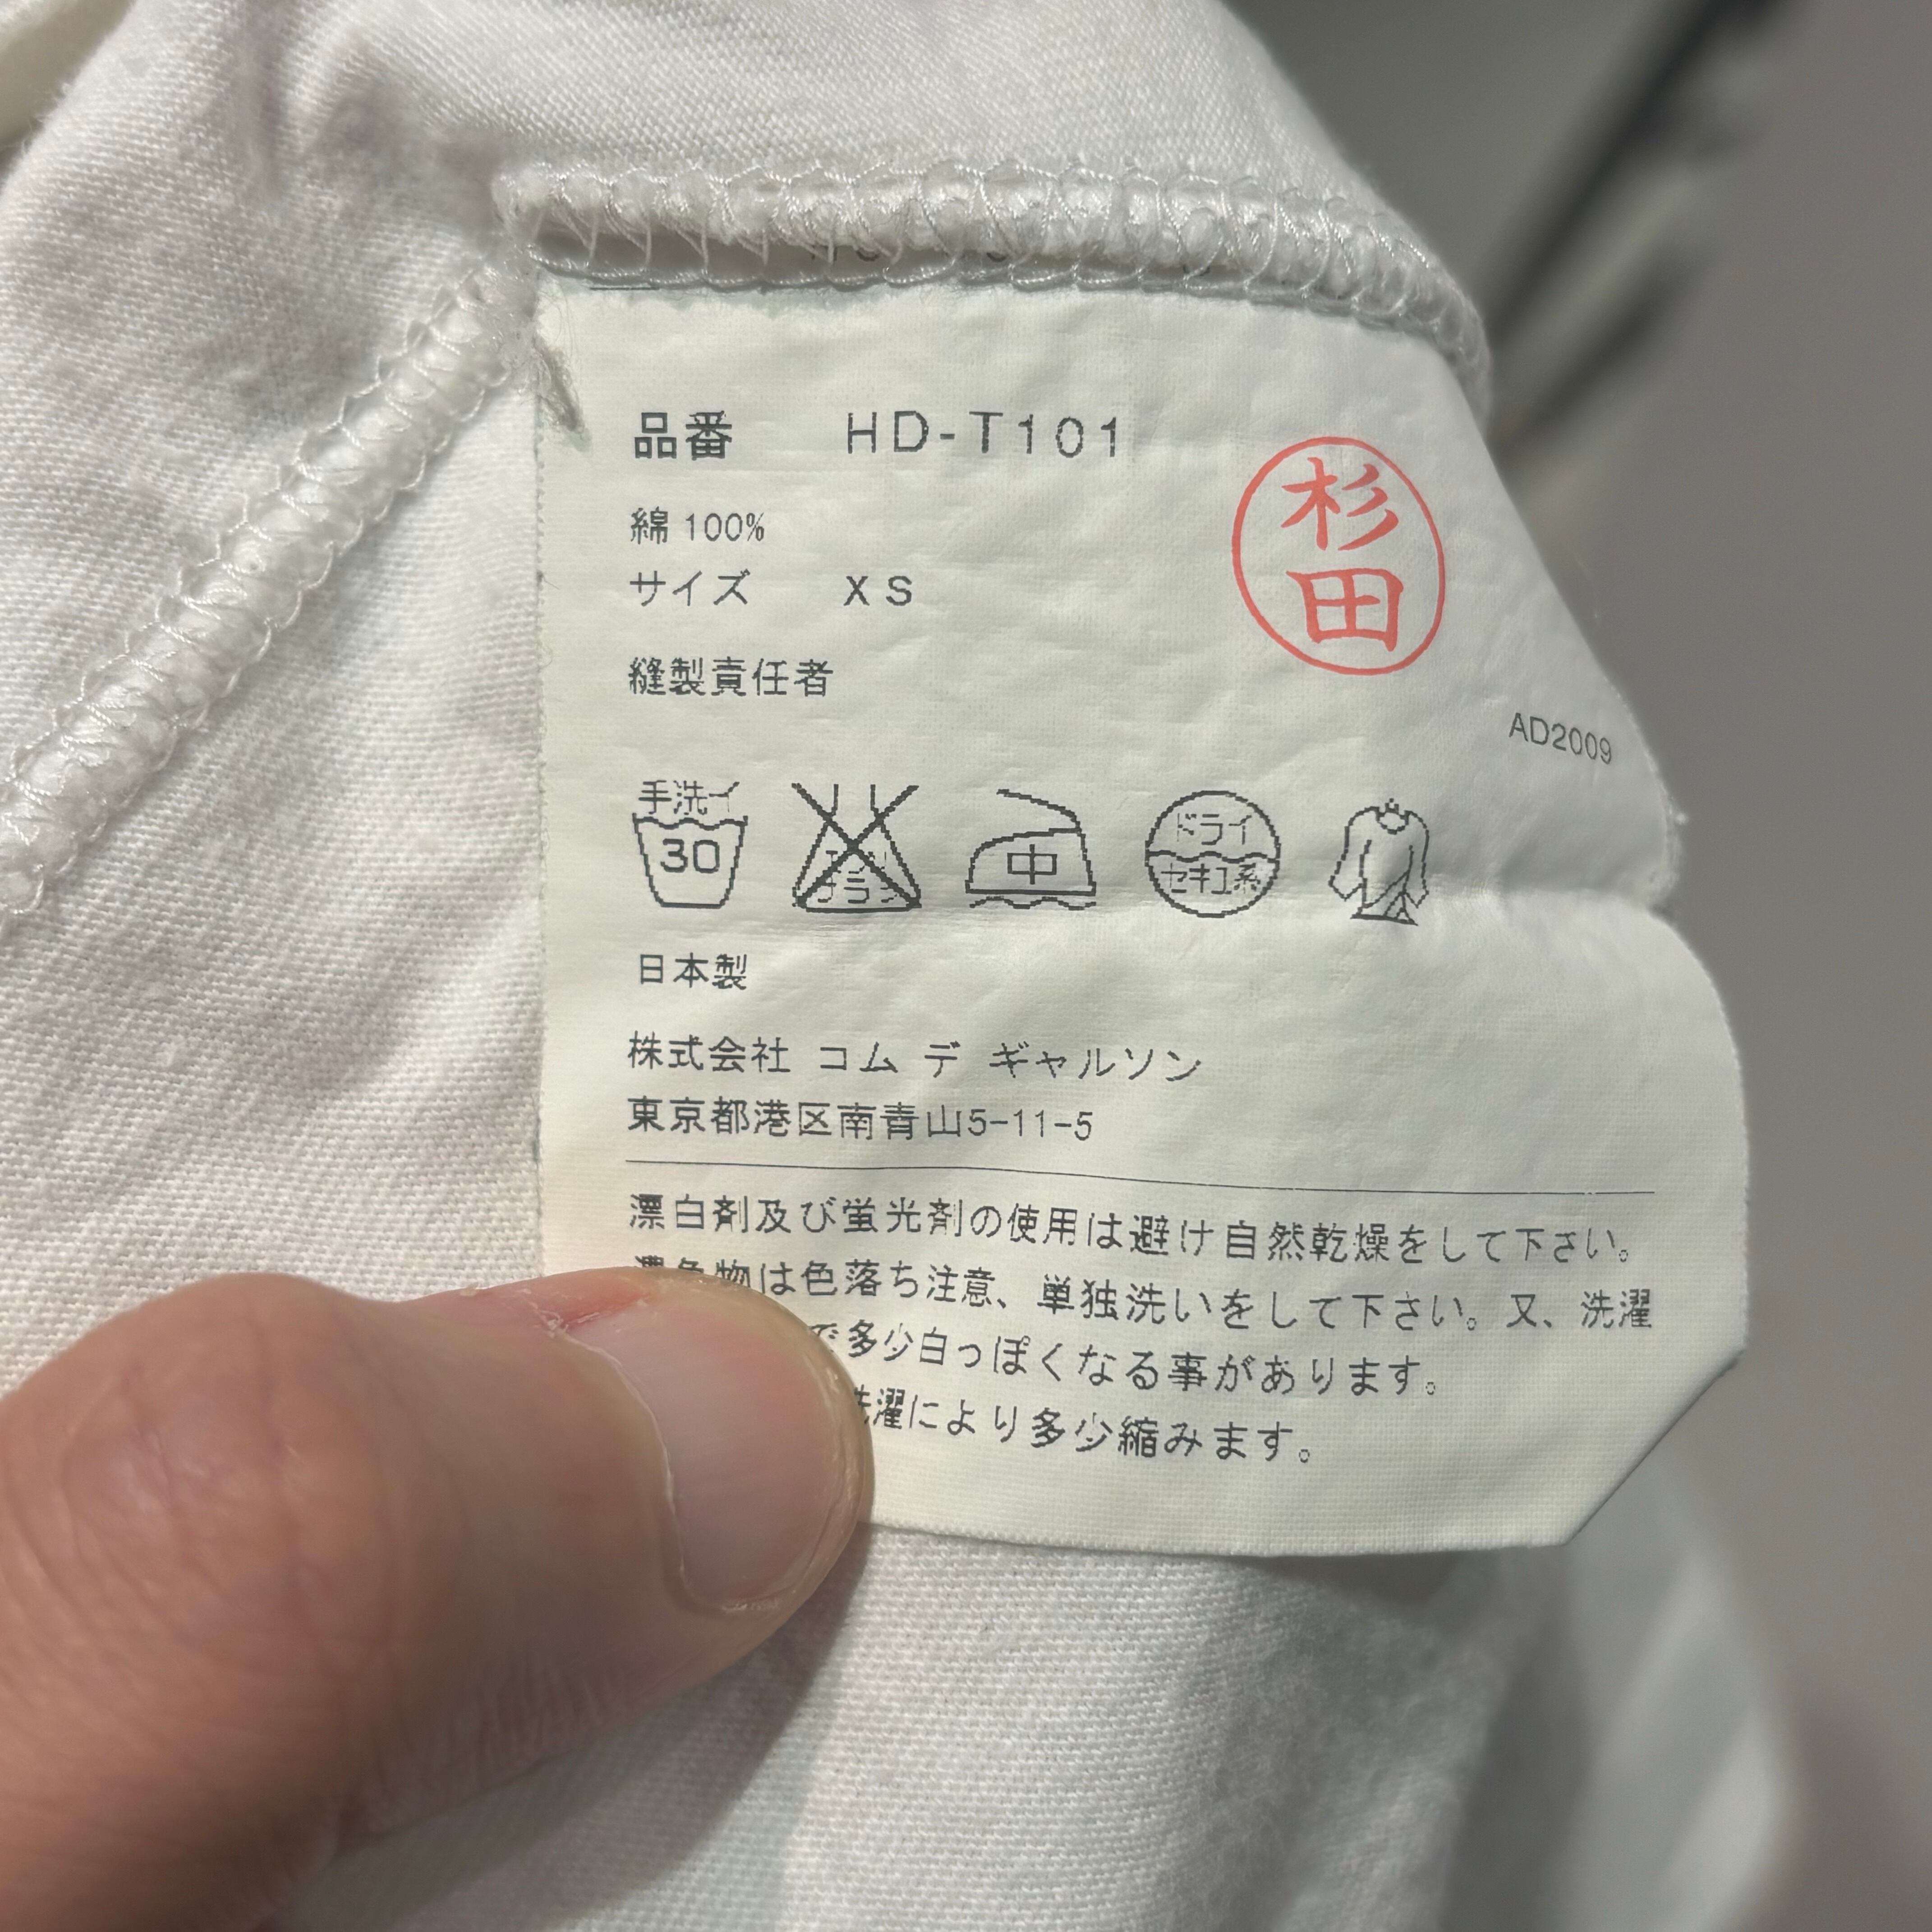 品番 HD-T101
綿 100%
サイズ XS
杉田
縫製責任者
AD2009
手洗イ
30
中
ドライ
セキユ系
日本製
株式会社 コム デ ギャルソン
東京都港区南青山5-11-5
漂白剤及び蛍光剤の使用は避け自然乾燥をして下さい。
物は色落ち注意、単独洗いをして下さい。又、洗濯
で多少白っぽくなる事があります。
洗濯により多少縮みます。